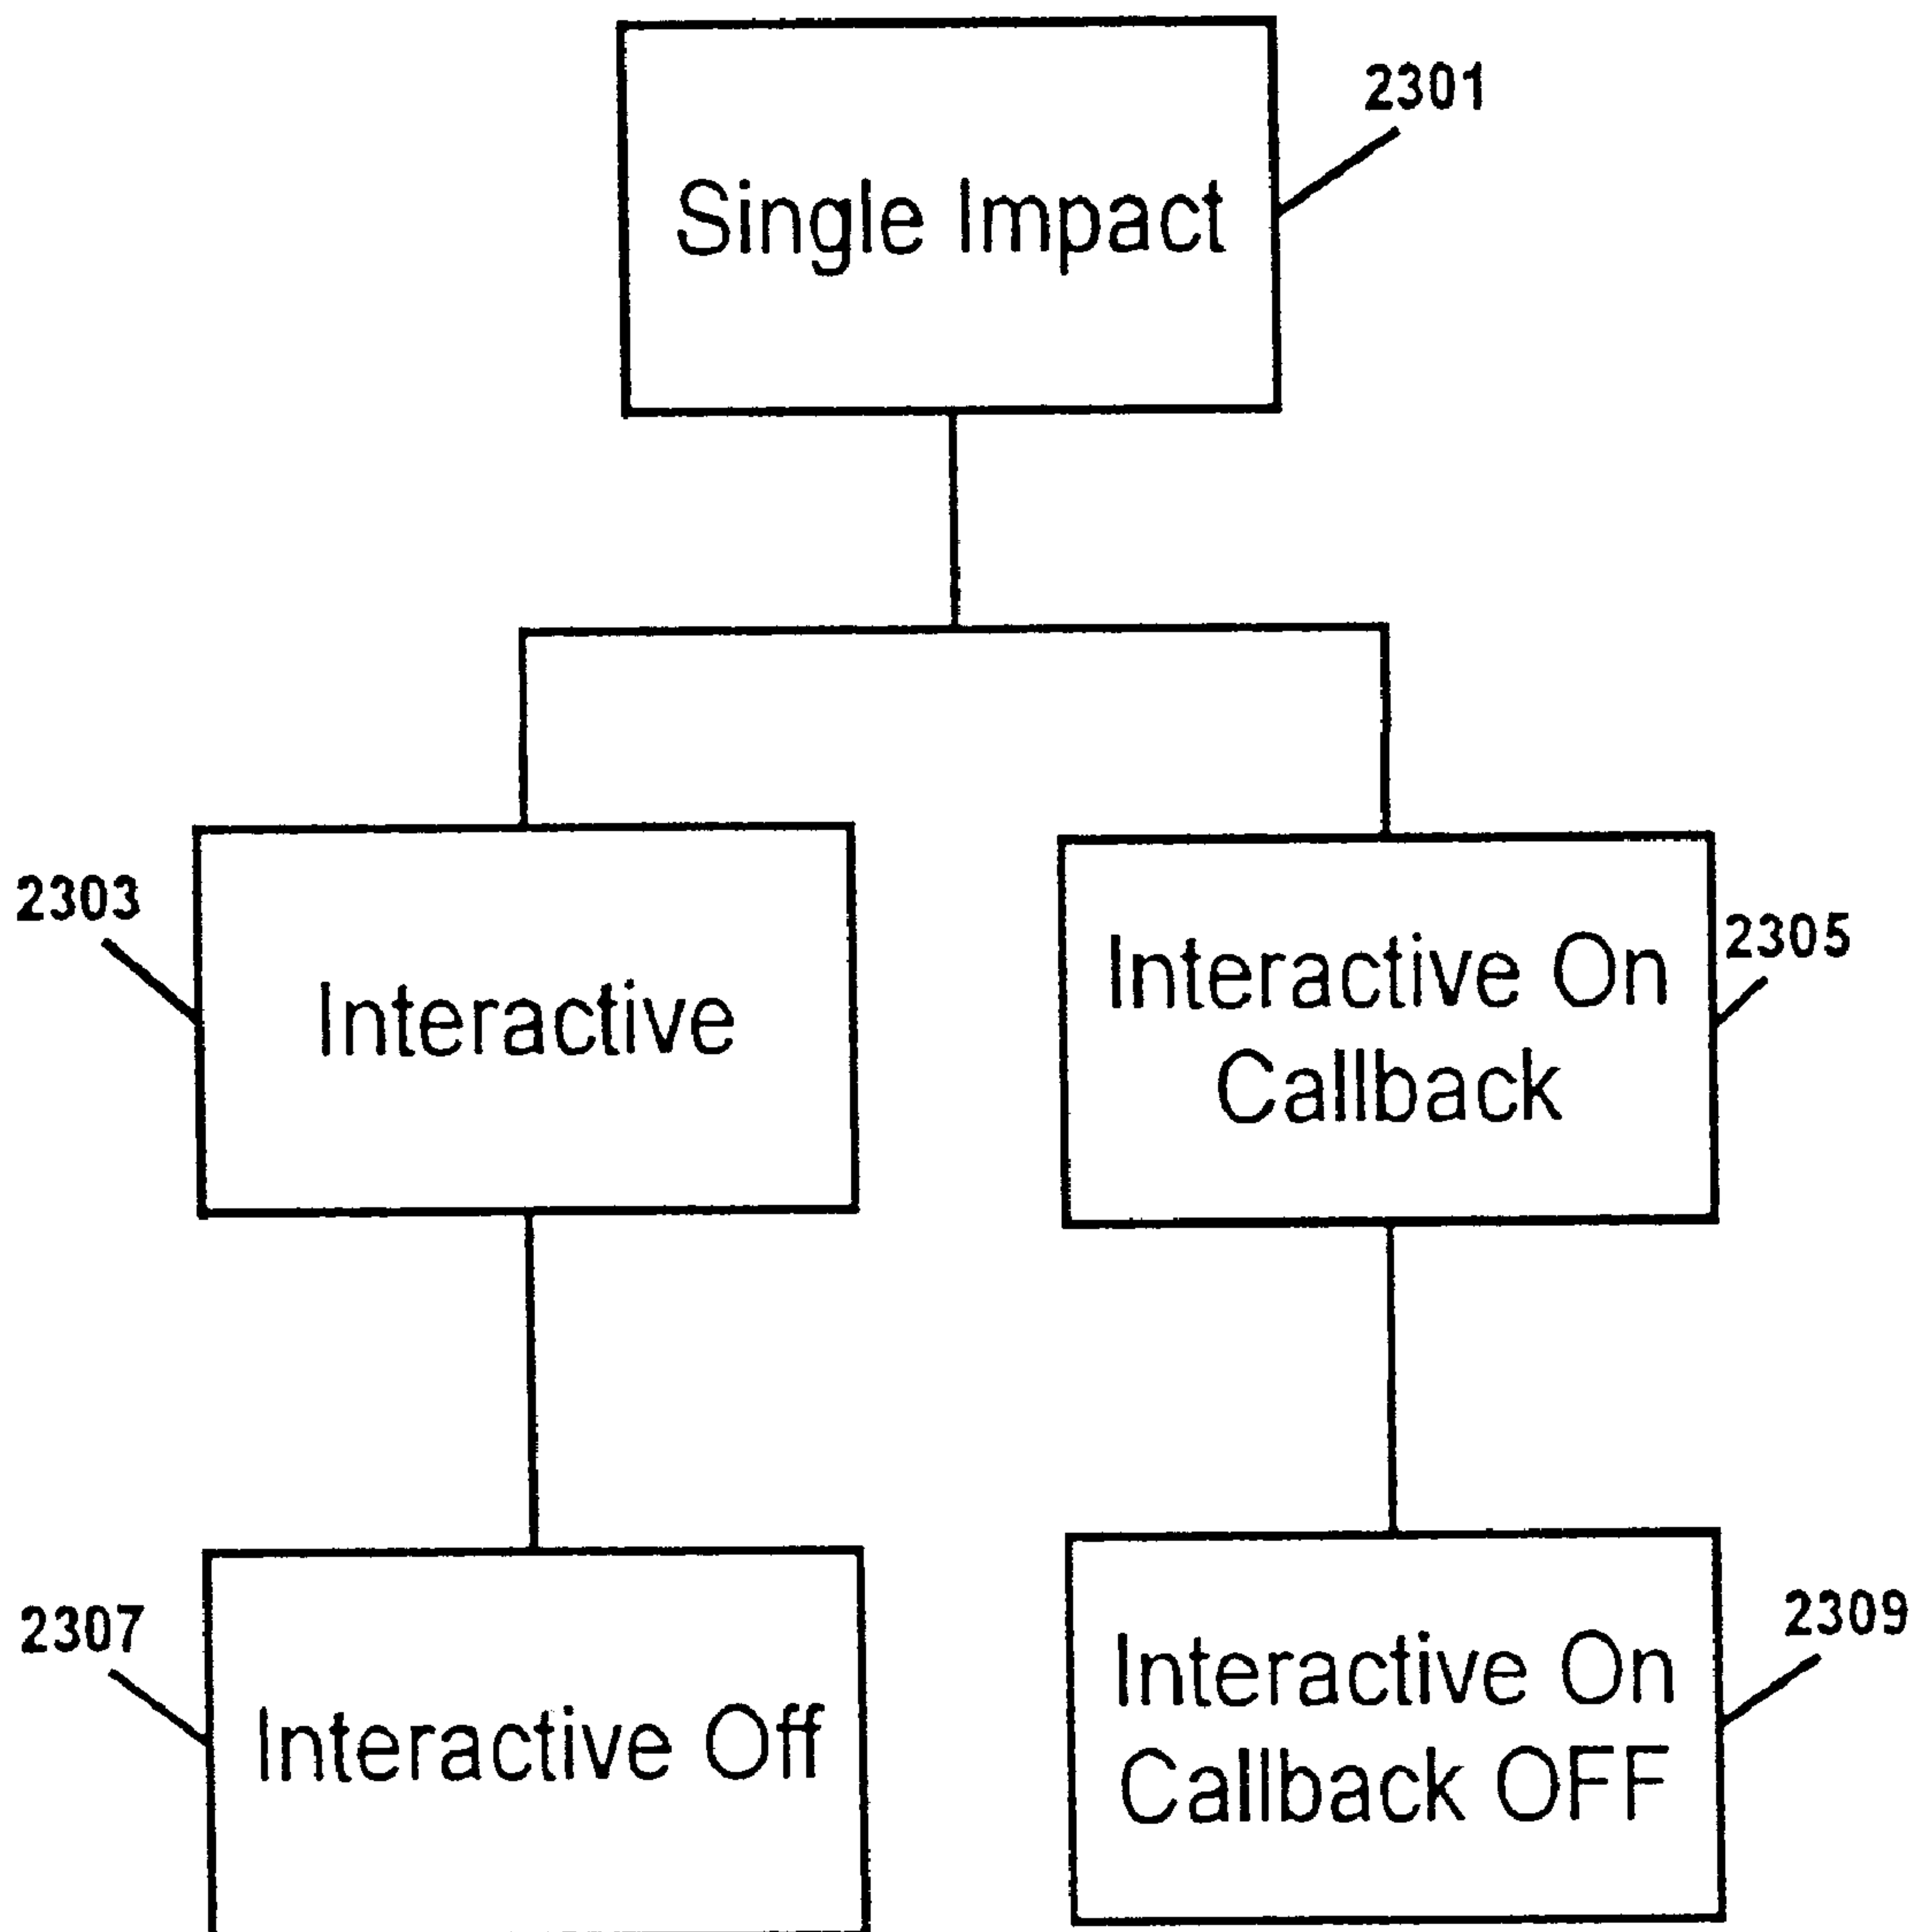 2301
Single Impact
2303
Interactive
Interactive On
Callback
2305
2307
Interactive Off
Interactive On
Callback OFF
2309